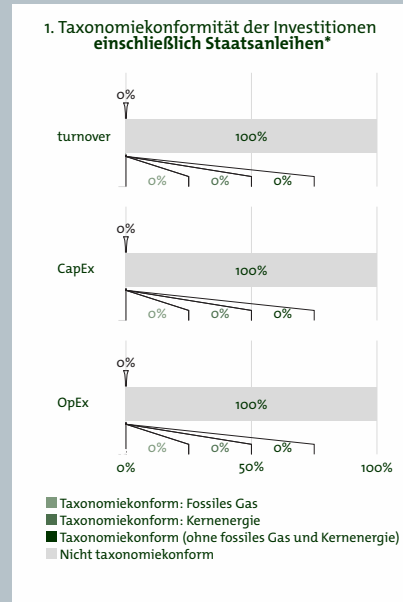 1. Taxonomiekonformität der Investitionen
einschließlich Staatsanleihen*
0%
turnover
100%
0% 0% 0%
0%
CapEx
100%
0% 0% 0%
0%
OpEx
100%
0% 0% 0%
0% 50% 100%
Taxonomiekonform: Fossiles Gas
Taxonomiekonform: Kernenergie
Taxonomiekonform (ohne fossiles Gas und Kernenergie)
Nicht taxonomiekonform